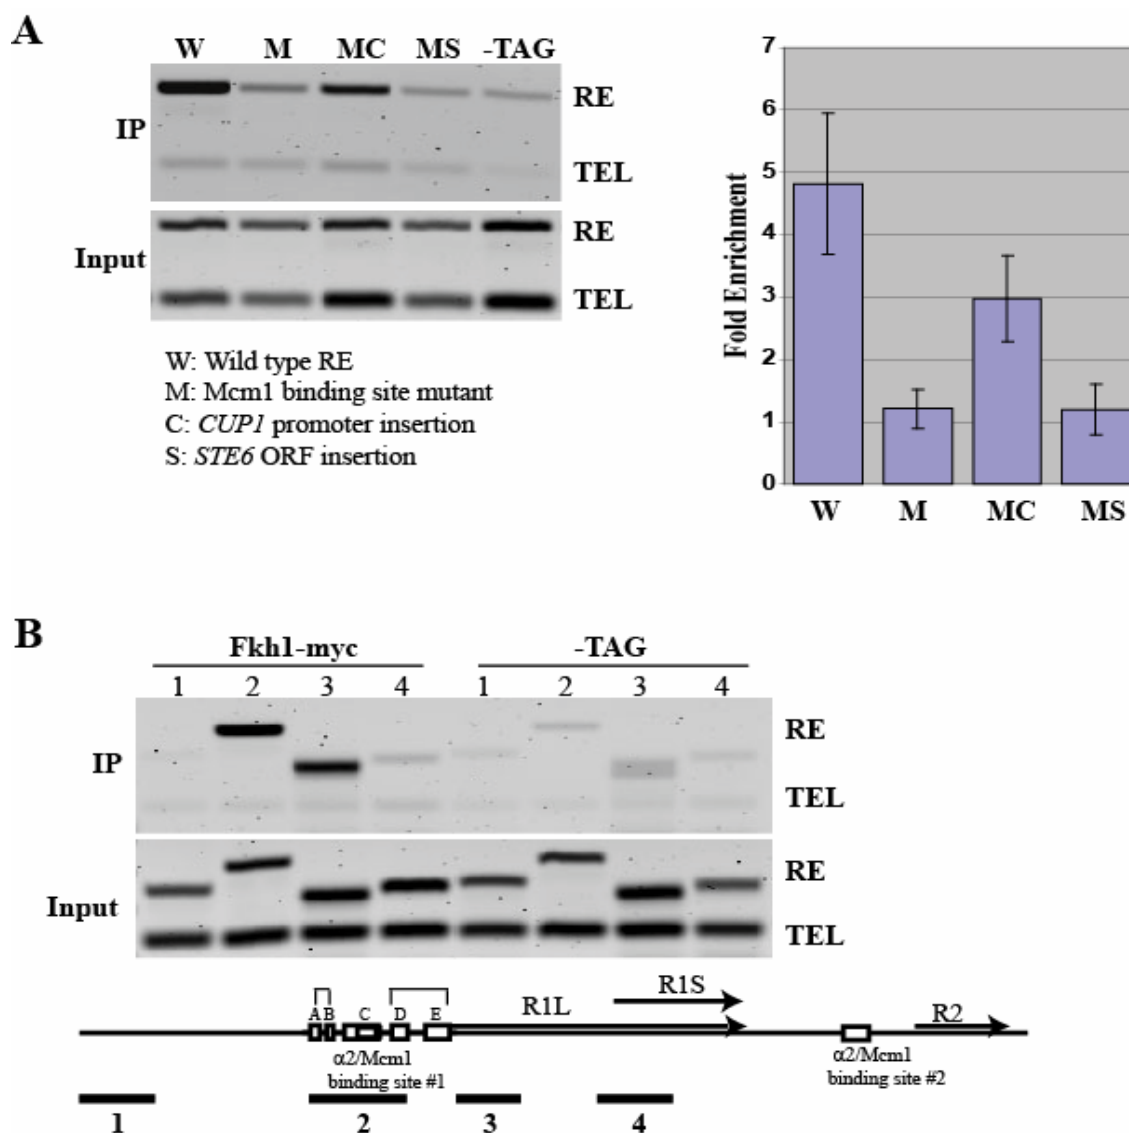 A
W M MC MS -TAG
IP
RE
TEL
Input
RE
TEL
W: Wild type RE
M: Mcm1 binding site mutant
C: CUP1 promoter insertion
S: STE6 ORF insertion
Fold Enrichment
7
6
5
4
3
2
1
0
W M MC MS
B
Fkh1-myc -TAG
1 2 3 4 1 2 3 4
IP
RE
TEL
Input
RE
TEL
R1S
A B C D E R1L R2
α2/Mcm1
binding site #1
α2/Mcm1
binding site #2
1 2 3 4